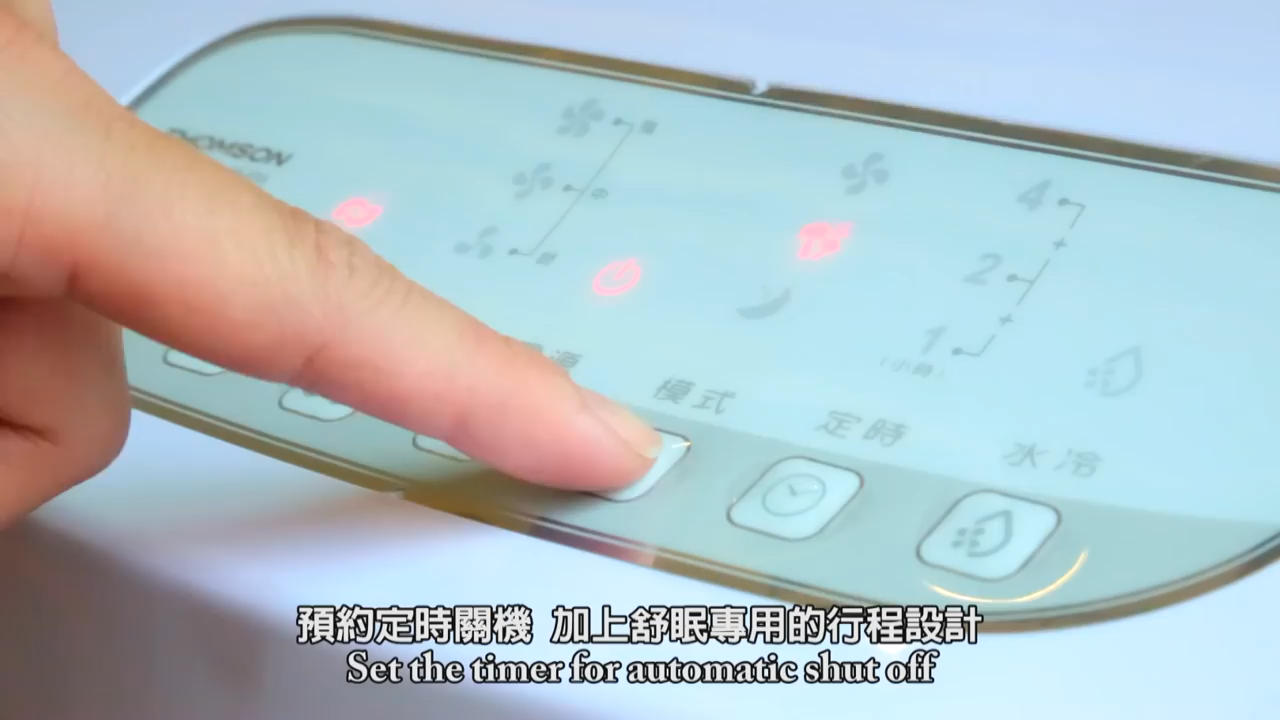 THOMSON
4
2
1
(小時)
模式
定時
水冷
預約定時關機 加上舒眠專用的行程設計
Set the timer for automatic shut off